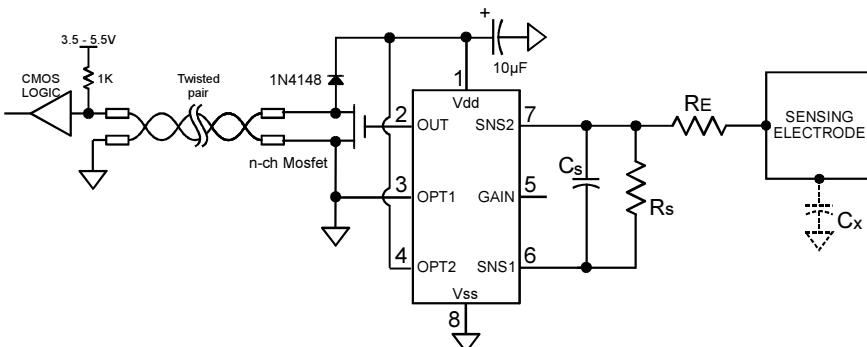 3.5 - 5.5V
CMOS
LOGIC
1K
Twisted
pair
1N4148
n-ch Mosfet
+
10µF
1
Vdd
2
OUT
3
OPT1
4
OPT2
Vss
8
7
SNS2
GAIN
5
6
SNS1
Cs
Rs
RE
SENSING
ELECTRODE
Cx